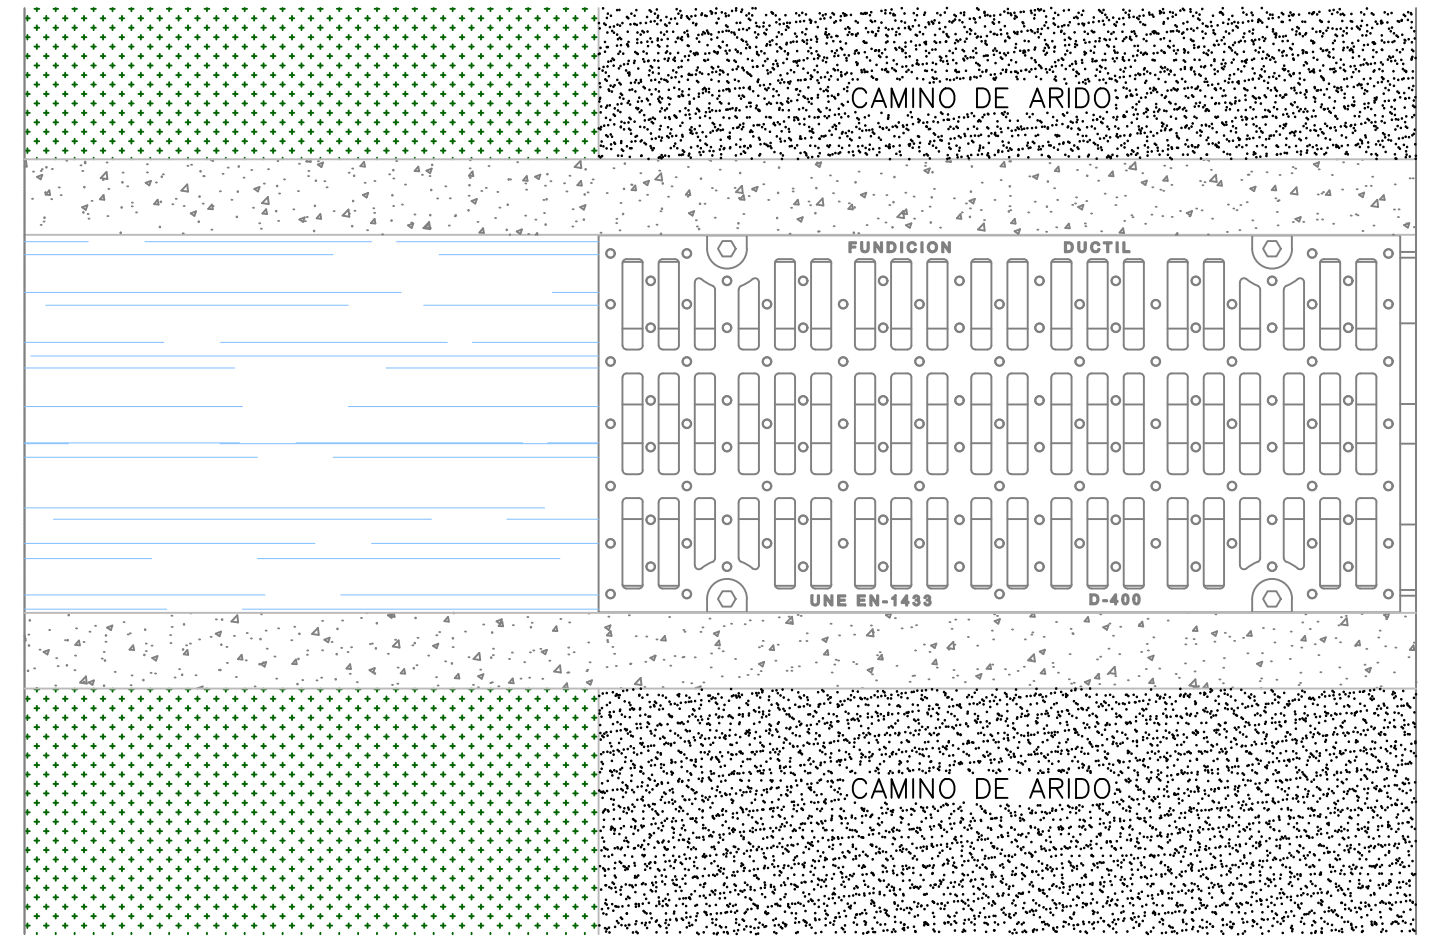 CAMINO DE ARIDO
FUNDICION DUCTIL
UNE EN-1433 D-400
CAMINO DE ARIDO